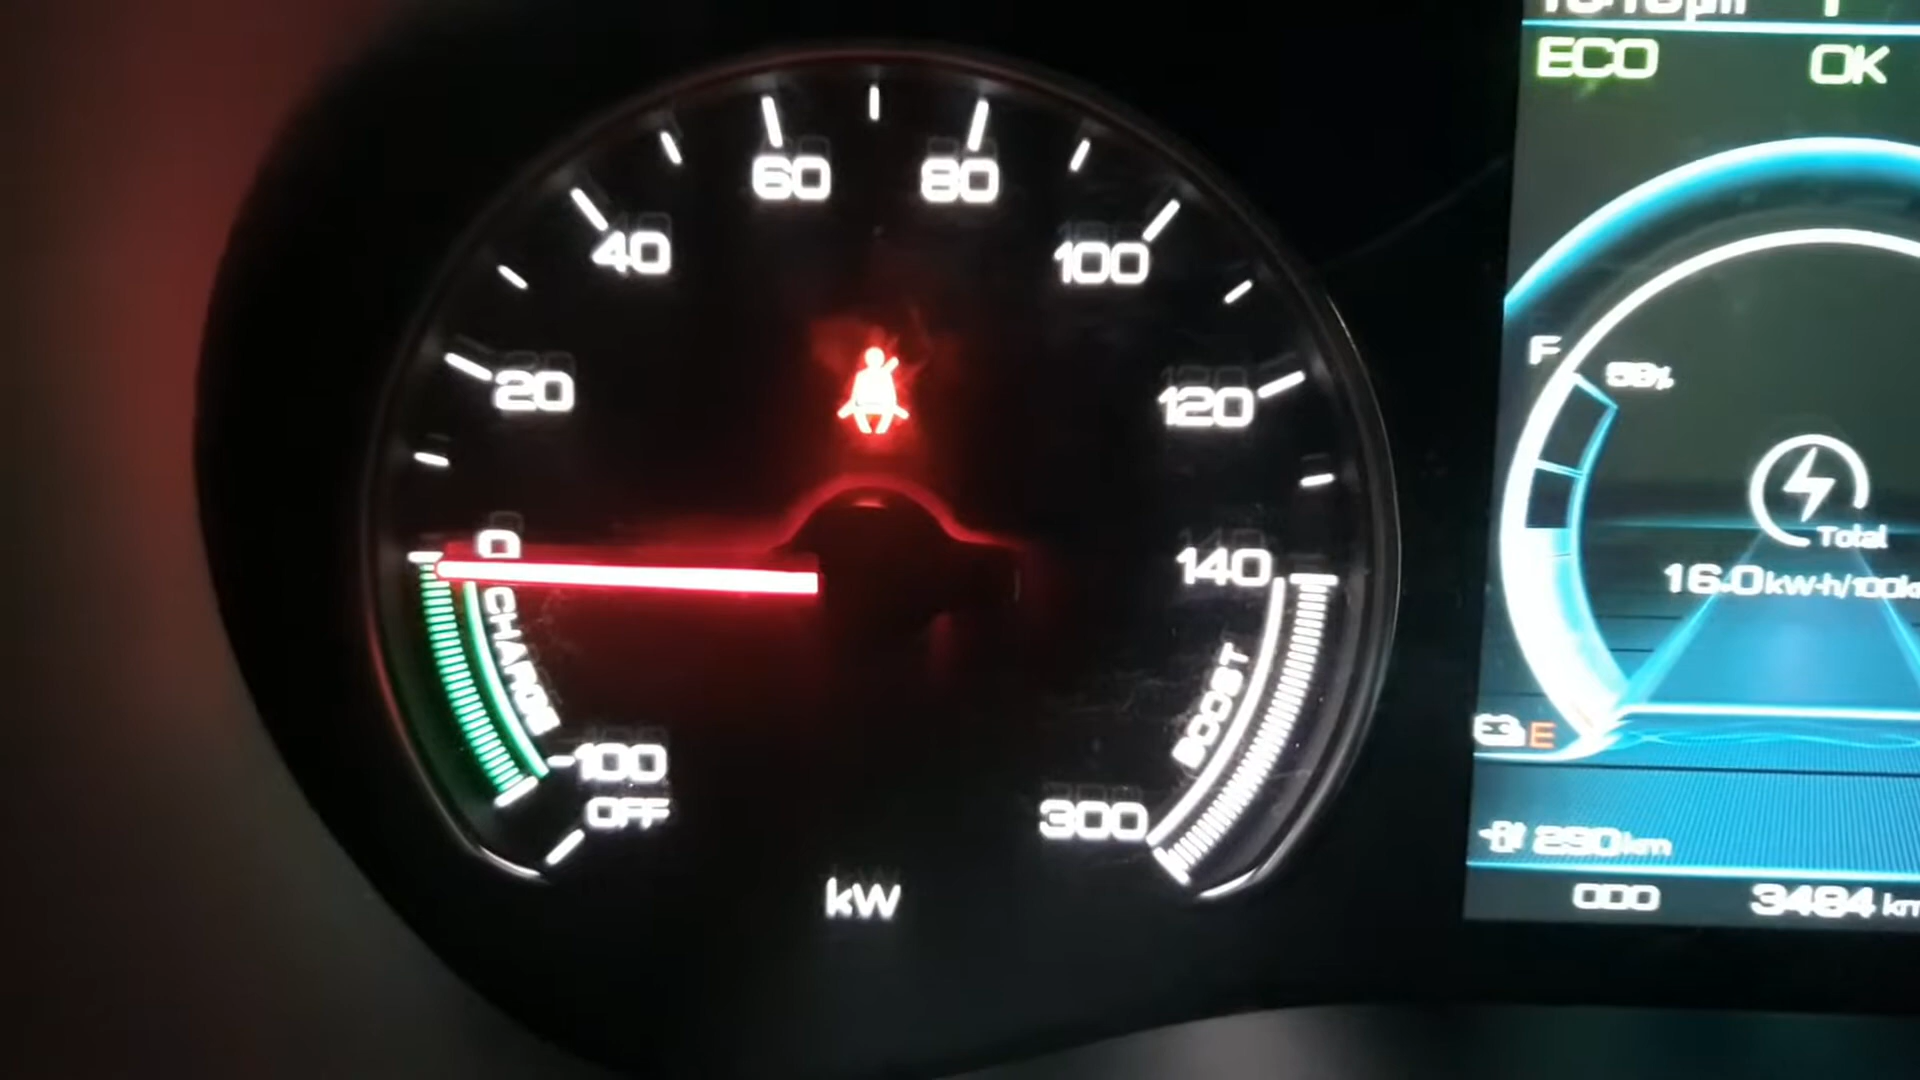 60
80
40
100
20
120
0
140
CHARGE
BOOST
-100
OFF
300
kW
ECO
OK
F
59%
Total
16.0kW·h/100k
E
290km
ODO
3484 km